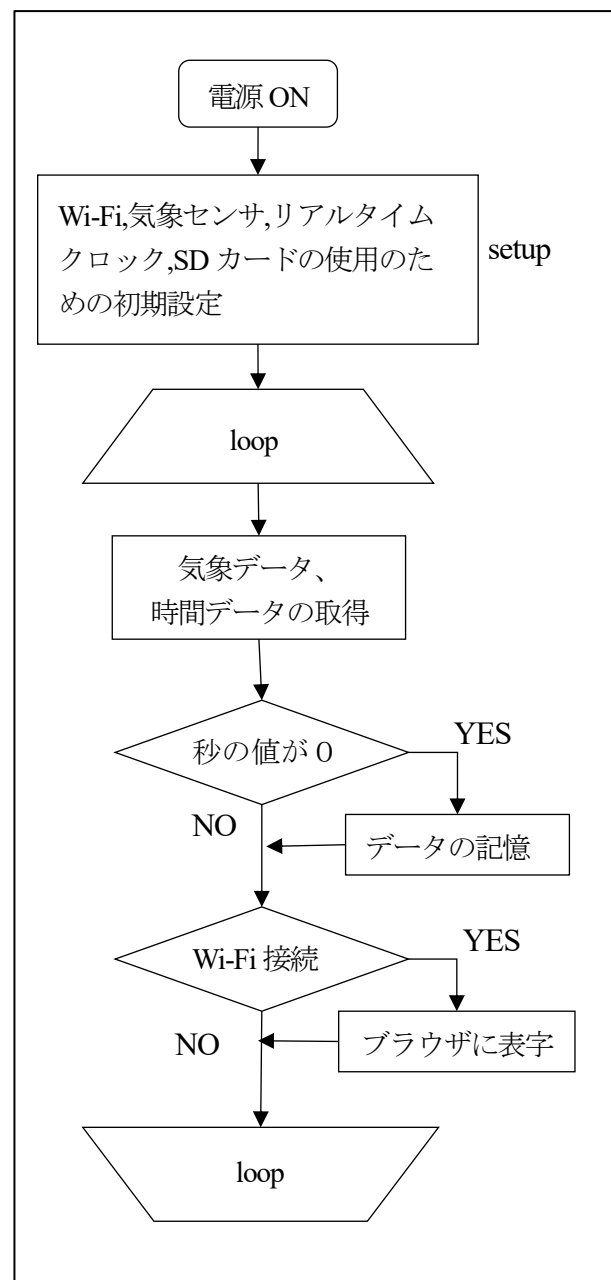 電源 ON
Wi-Fi,気象センサ,リアルタイム
クロック,SD カードの使用のた
めの初期設定
setup
loop
気象データ、
時間データの取得
秒の値が0
YES
NO
データの記憶
Wi-Fi 接続
YES
NO
ブラウザに表字
loop